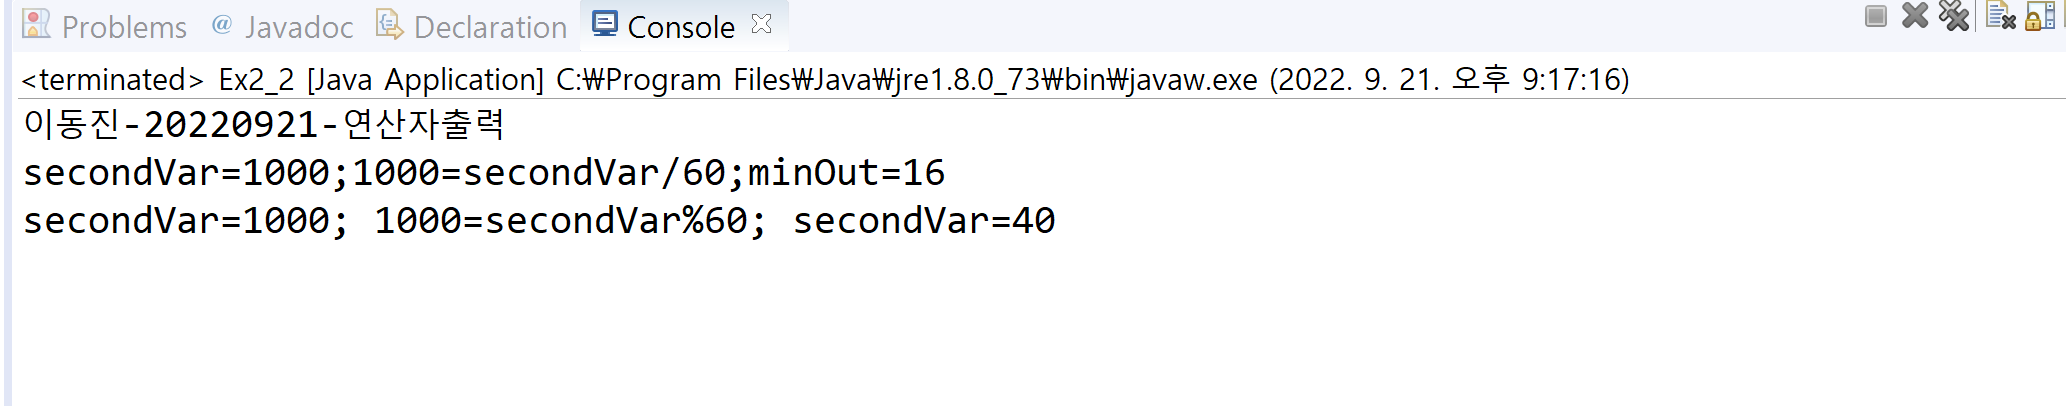 Problems @ Javadoc Declaration Console
<terminated> Ex2_2 [Java Application] C:₩Program Files₩Java₩jre1.8.0_73₩bin₩javaw.exe (2022. 9. 21. 오후 9:17:16)
이동진-20220921-연산자출력
secondVar=1000;1000=secondVar/60;minOut=16
secondVar=1000; 1000=secondVar%60; secondVar=40